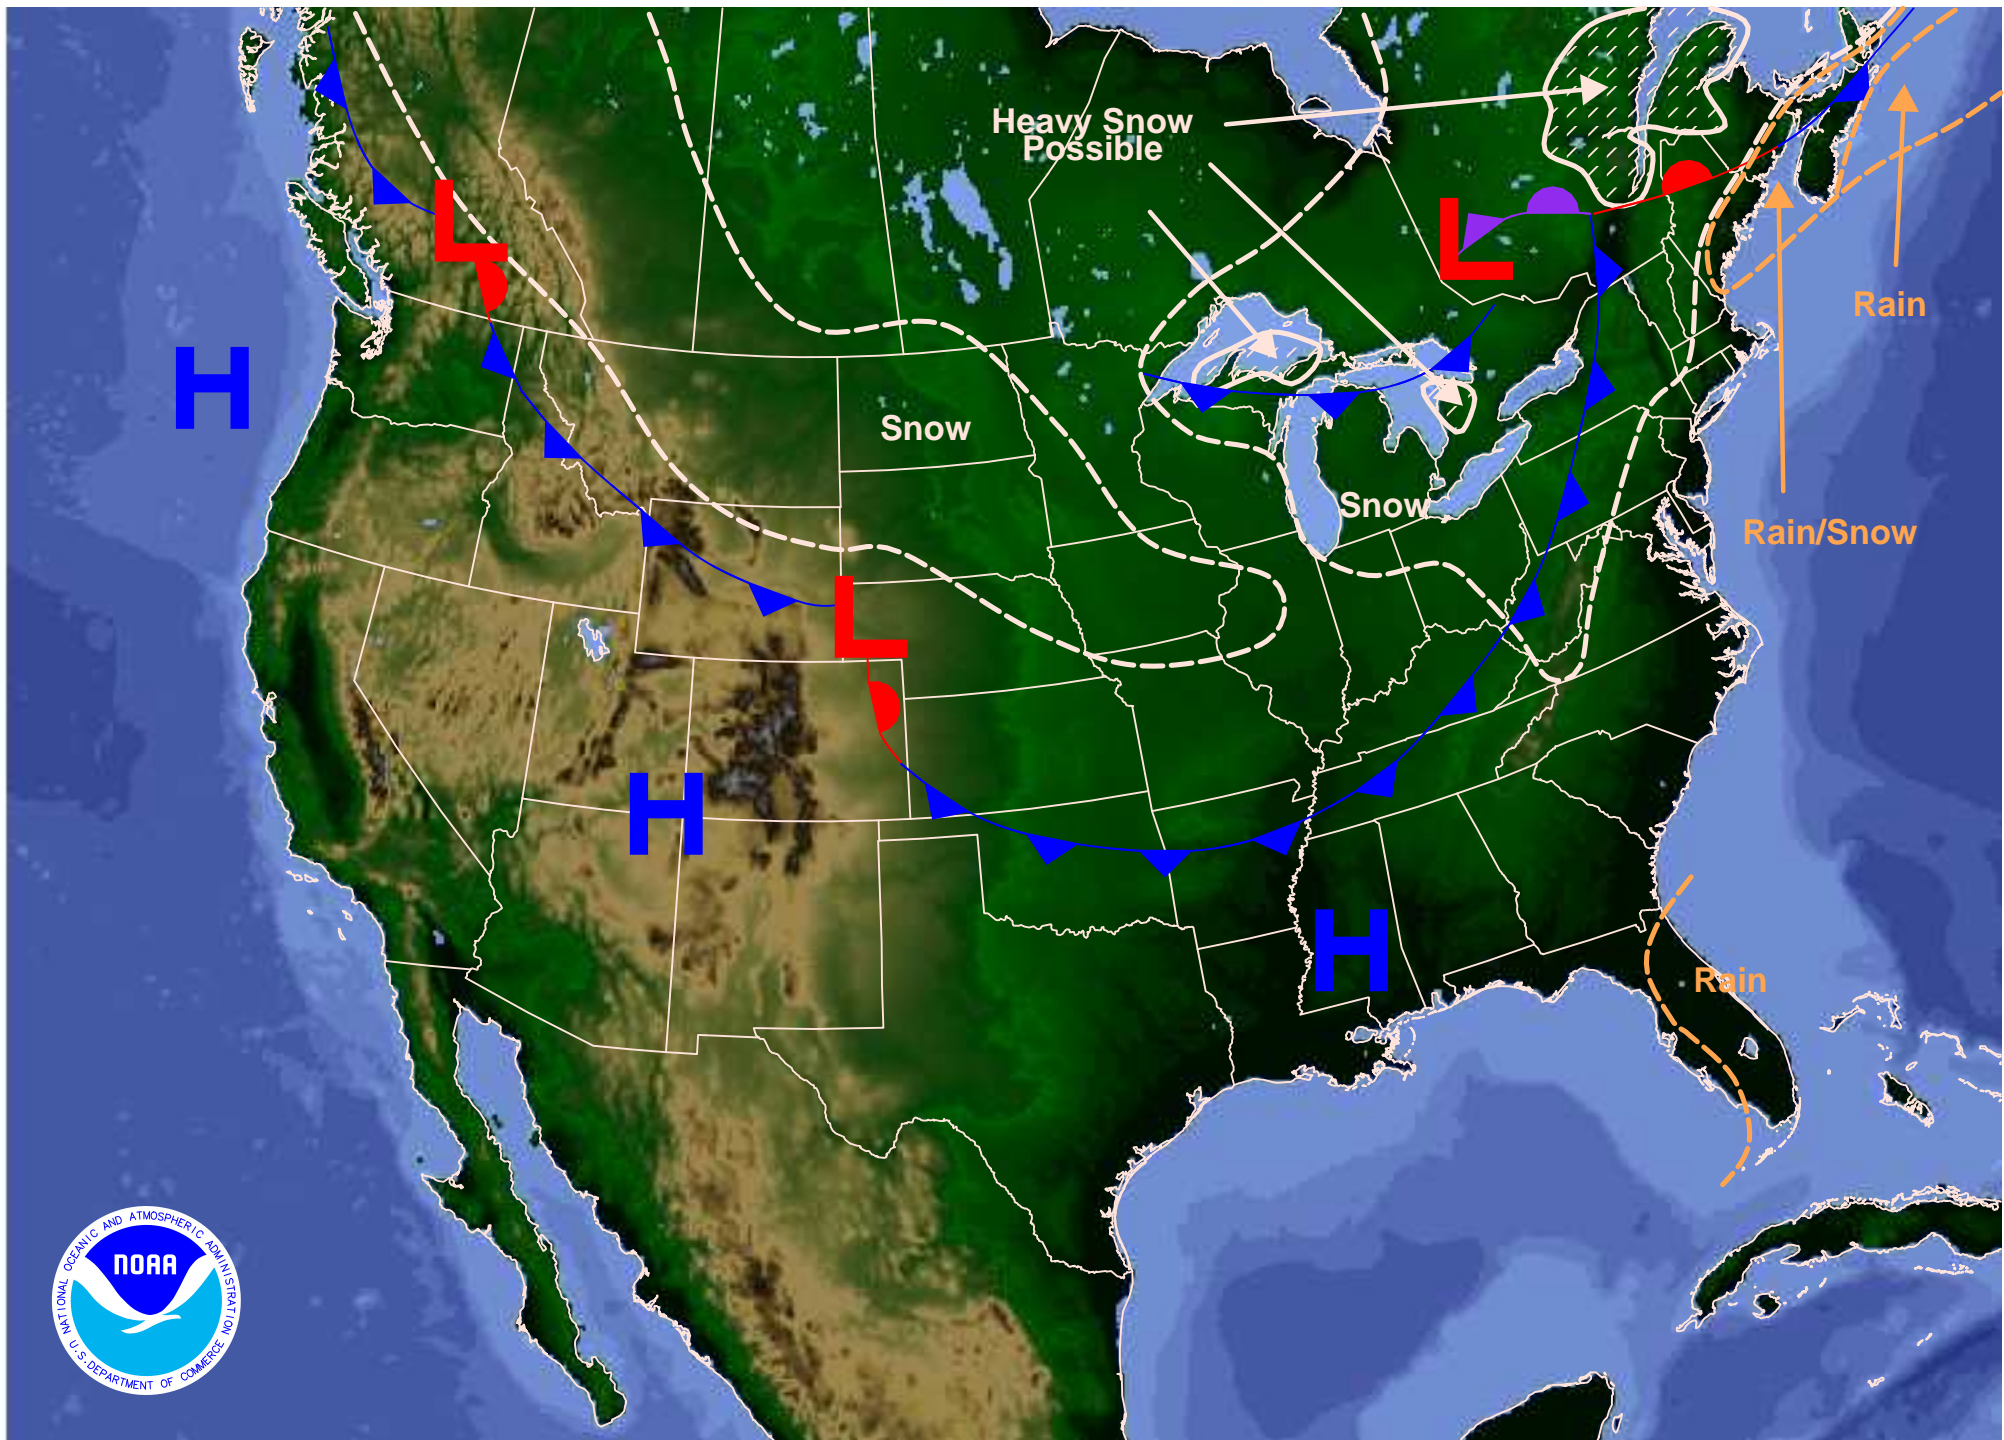 Heavy Snow
Possible
L
L
Rain
H
Snow
Snow
Rain/Snow
L
H
H
Rain
NATIONAL OCEANIC AND ATMOSPHERIC ADMINISTRATION
NOAA
U.S. DEPARTMENT OF COMMERCE